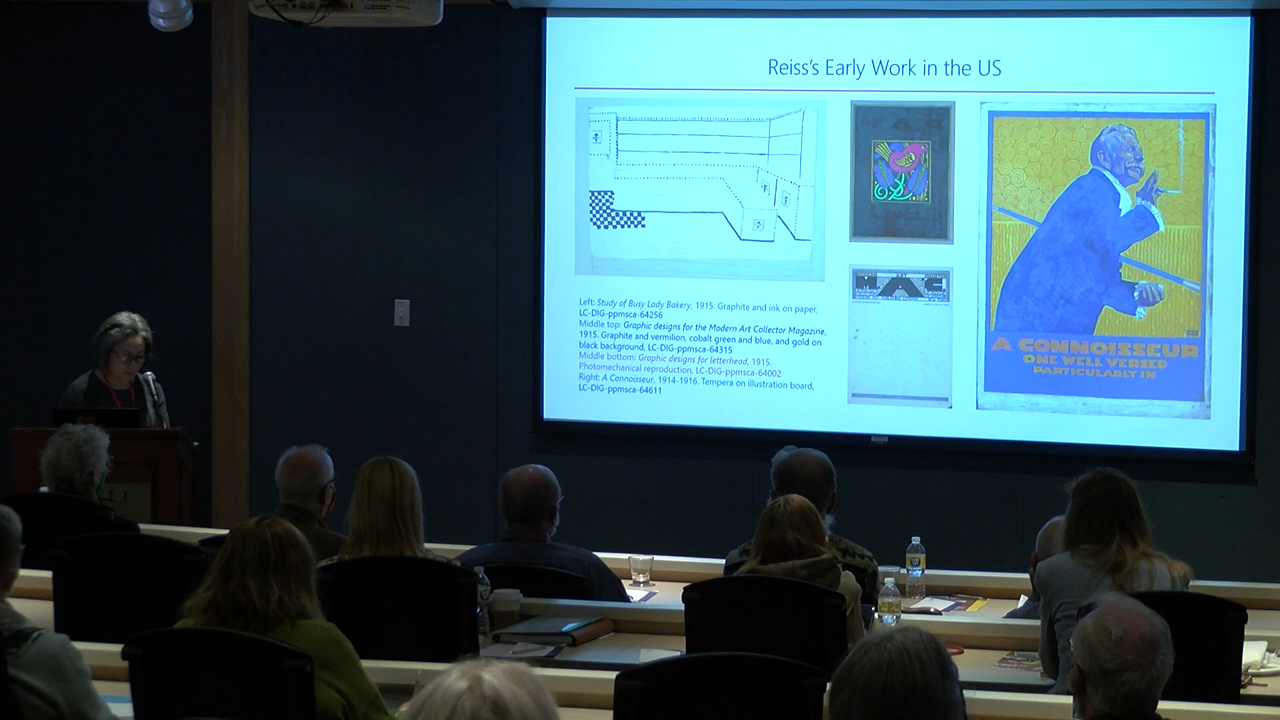 Reiss's Early Work in the US
Left: Study of Busy Lady Bakery, 1915. Graphite and ink on paper,
LC-DIG-ppmsca-64256
Middle top: Graphic designs for the Modern Art Collector Magazine,
1915. Graphite and vermilion, cobalt green and blue, and gold on
black background, LC-DIG-ppmsca-64315
Middle bottom: Graphic designs for letterhead, 1915.
Photomechanical reproduction, LC-DIG-ppmsca-64002
Right: A Connoisseur, 1914-1916. Tempera on illustration board,
LC-DIG-ppmsca-64611
MAC
A CONNOISSEUR
ONE WELL VERSED
PARTICULARLY IN